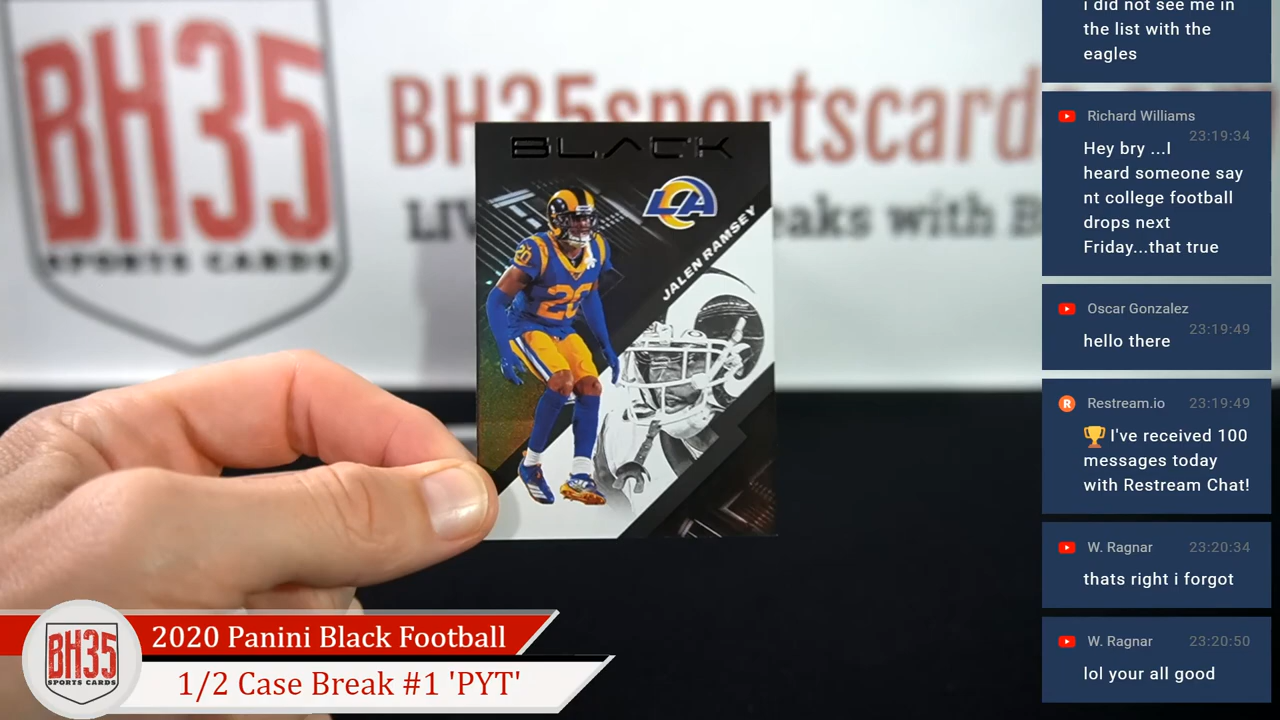 BH35
SPORTS CARDS
BH35sportscards
LIV
eaks with B
BLACK
LA
JALEN RAMSEY
20
20
BH35
SPORTS CARDS
2020 Panini Black Football
1/2 Case Break #1 'PYT'
i did not see me in
the list with the
eagles
Richard Williams
23:19:34
Hey bry ...I
heard someone say
nt college football
drops next
Friday...that true
Oscar Gonzalez
23:19:49
hello there
R Restream.io 23:19:49
🏆 I've received 100
messages today
with Restream Chat!
W. Ragnar 23:20:34
thats right i forgot
W. Ragnar 23:20:50
lol your all good